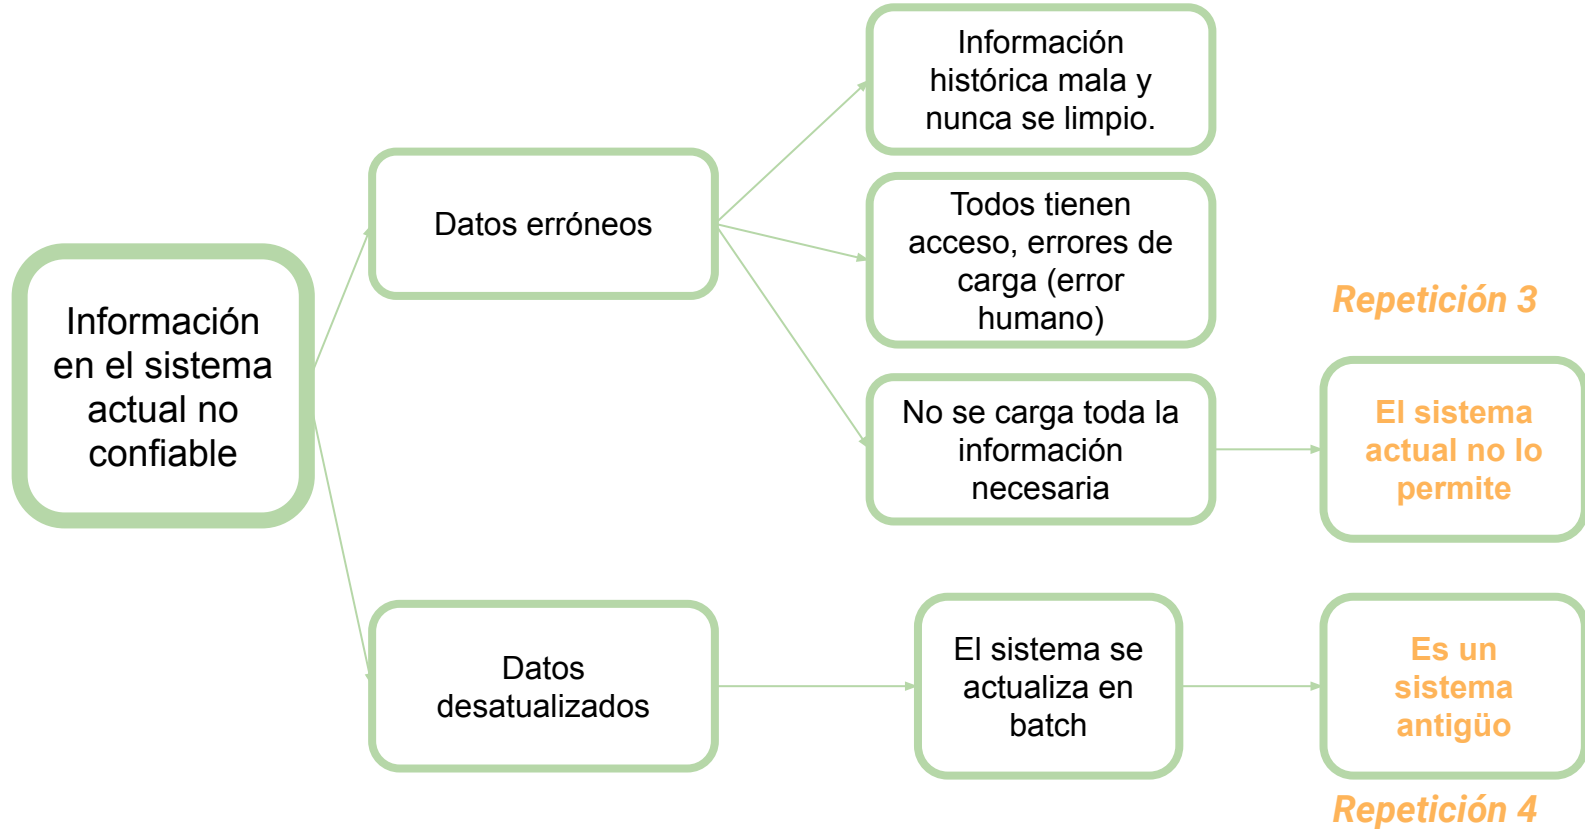 Información
histórica mala y
nunca se limpio.
Datos erróneos
Todos tienen
acceso, errores de
carga (error
humano)
Información
en el sistema
actual no
confiable
Repetición 3
No se carga toda la
información
necesaria
El sistema
actual no lo
permite
Datos
desatualizados
El sistema se
actualiza en
batch
Es un
sistema
antigüo
Repetición 4